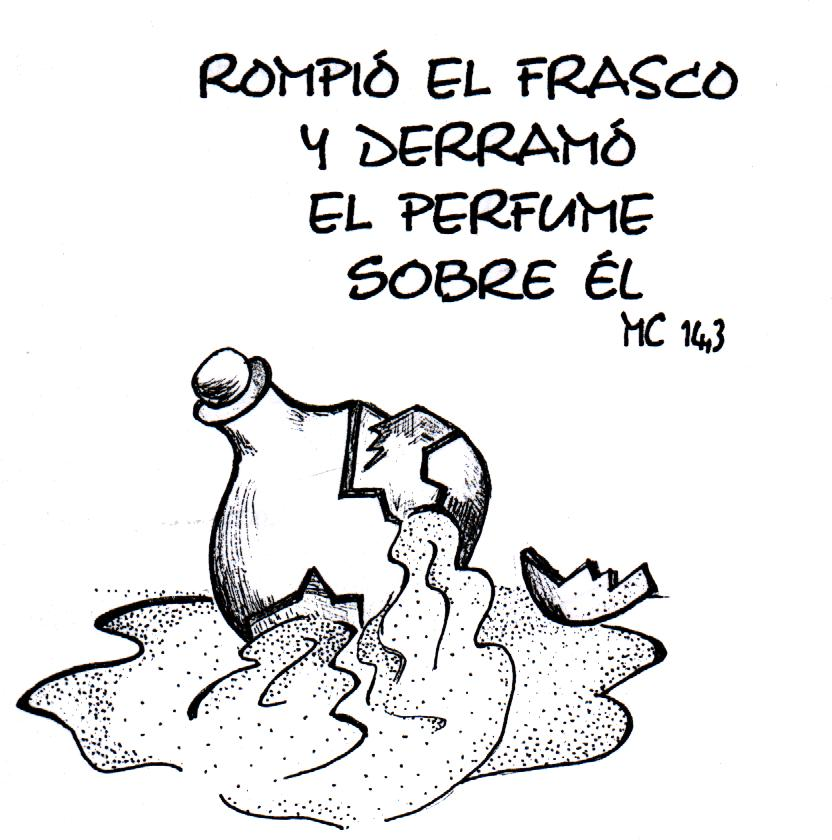 ROMPIÓ EL FRASCO
Y DERRAMÓ
EL PERFUME
SOBRE ÉL
MC 14,3